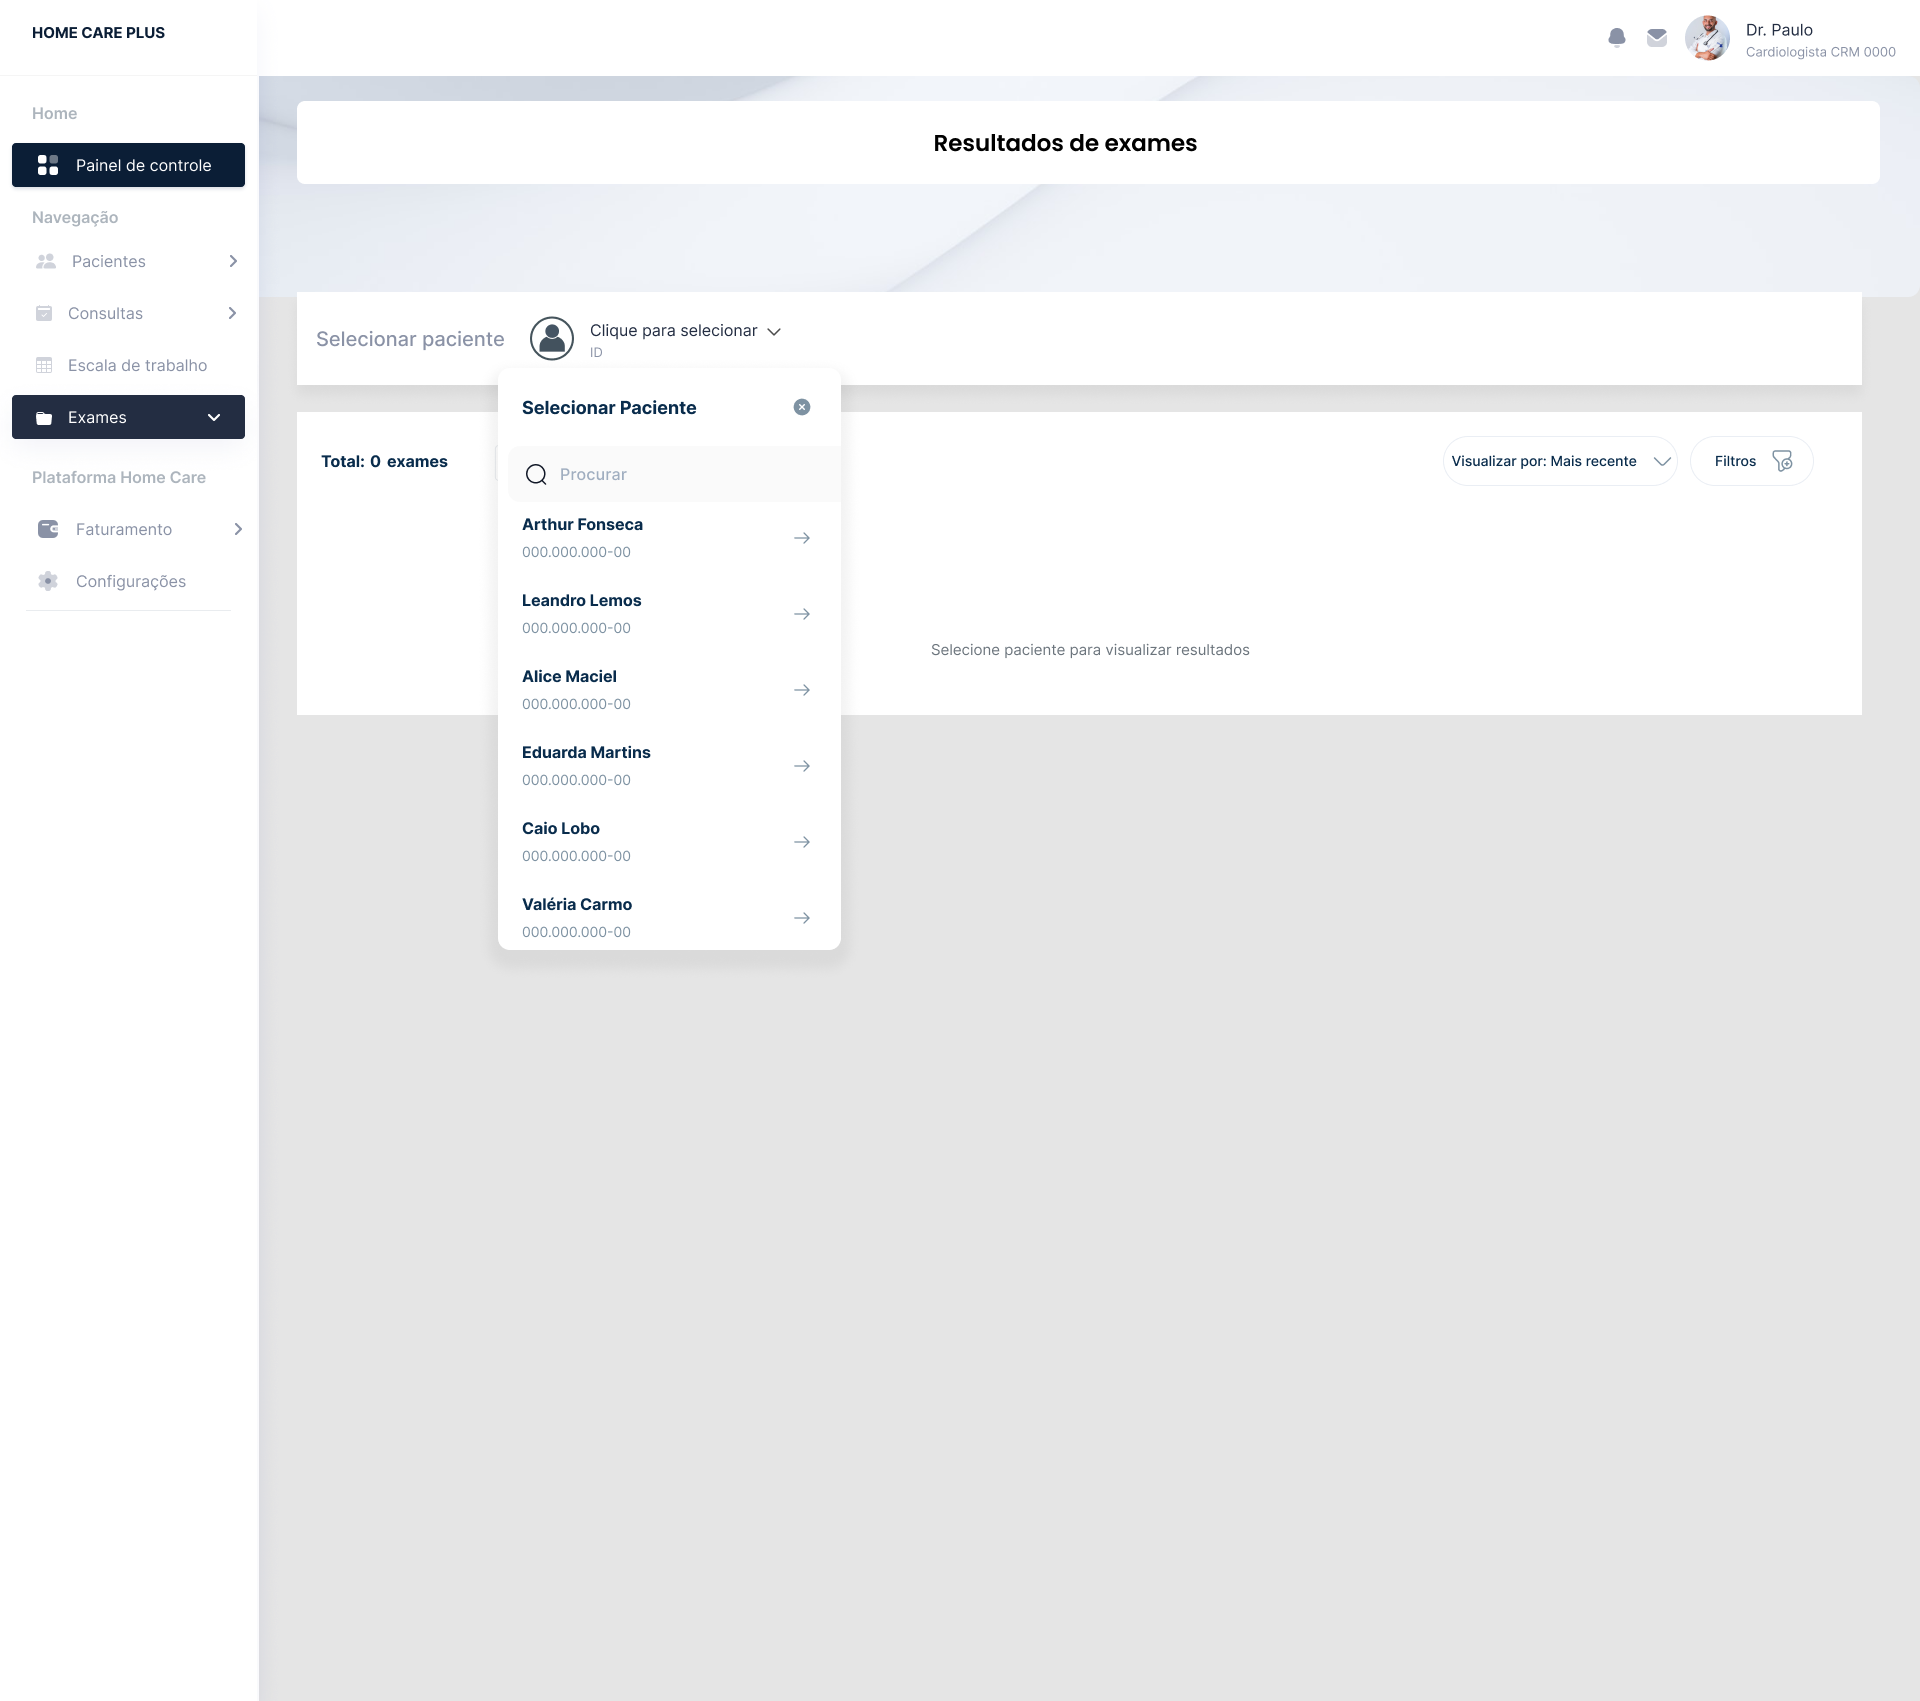 HOME CARE PLUS
Dr. Paulo
Cardiologista CRM 0000
Home
Painel de controle
Navegação
Pacientes
Consultas
Escala de trabalho
Exames
Plataforma Home Care
Faturamento
Configurações
Resultados de exames
Selecionar paciente
Clique para selecionar
ID
Selecionar Paciente
Procurar
Arthur Fonseca
000.000.000-00
Leandro Lemos
000.000.000-00
Alice Maciel
000.000.000-00
Eduarda Martins
000.000.000-00
Caio Lobo
000.000.000-00
Valéria Carmo
000.000.000-00
Total: 0 exames
Visualizar por: Mais recente
Filtros
Selecione paciente para visualizar resultados